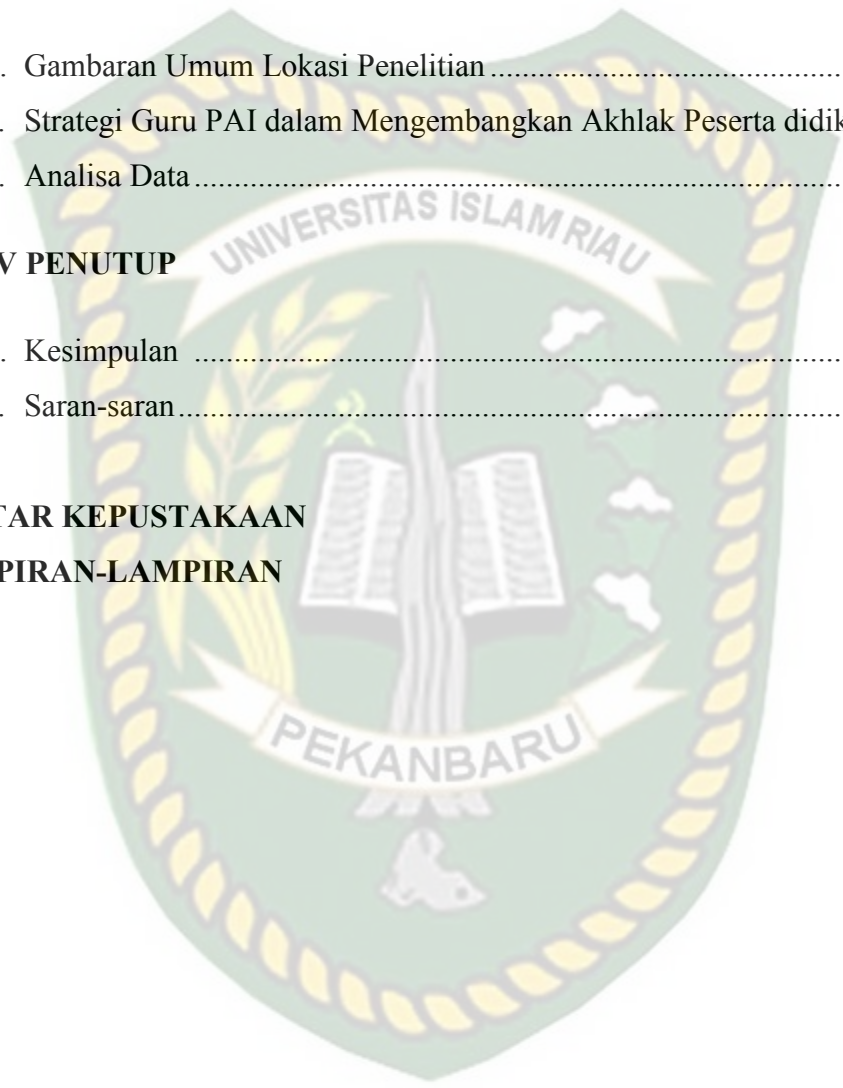 . Gambaran Umum Lokasi Penelitian ............................................
. Strategi Guru PAI dalam Mengembangkan Akhlak Peserta didik
. Analisa Data ................................................................................
UNIVERSITAS ISLAM RIAU
V PENUTUP
. Kesimpulan ................................................................................
. Saran-saran ..................................................................................
TAR KEPUSTAKAAN
PIRAN-LAMPIRAN
PEKANBARU